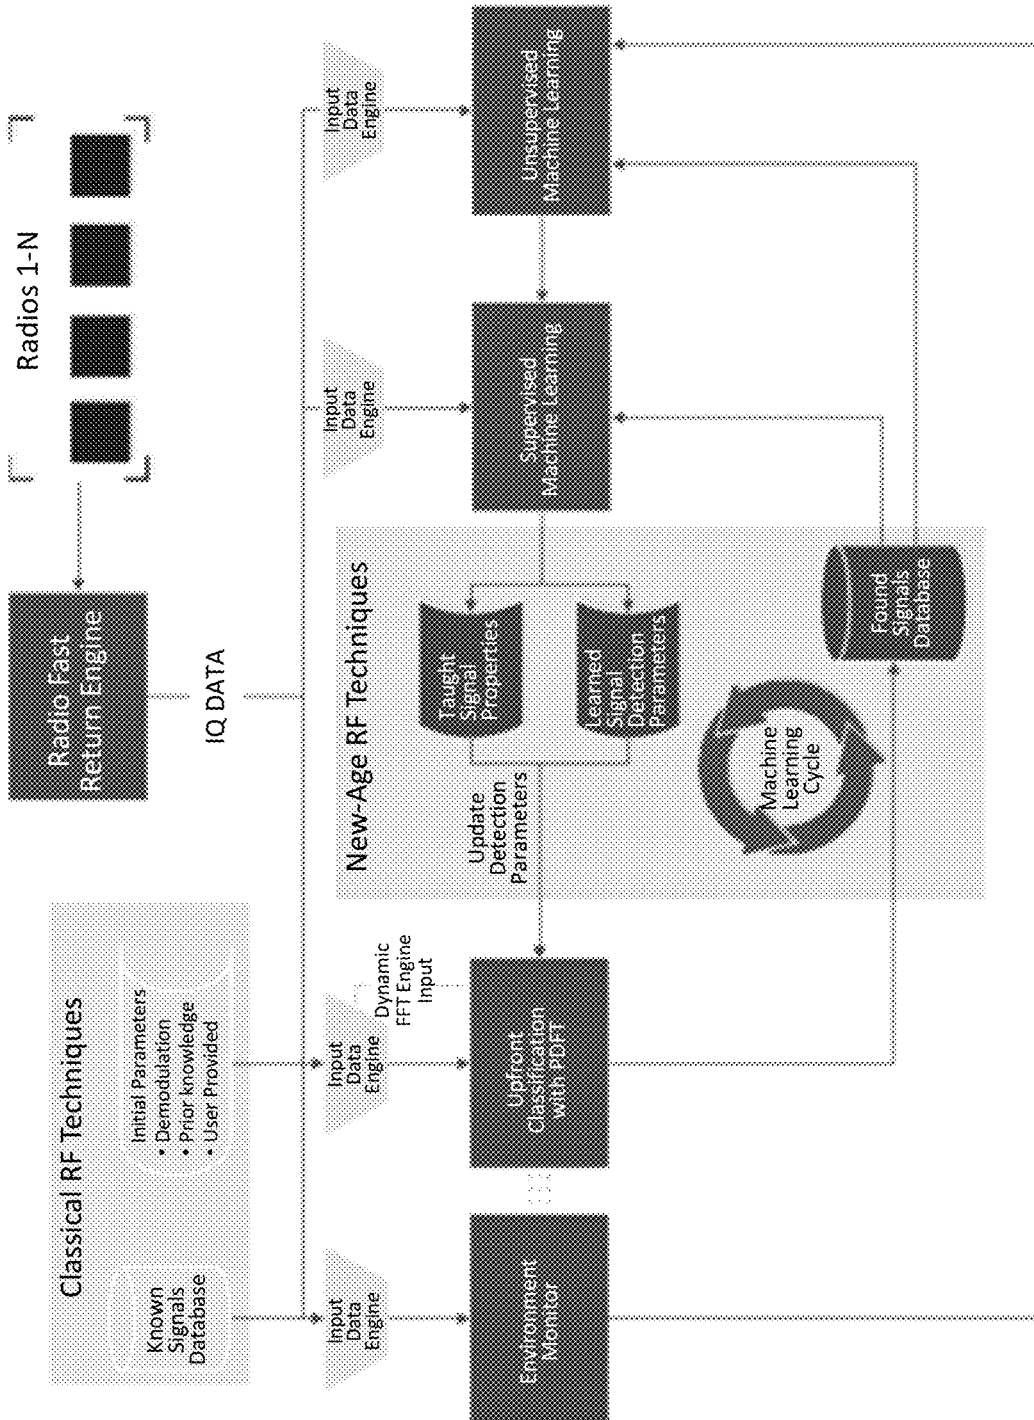 Radios 1-N
Radio Fast
Return Engine
IQ DATA
Classical RF Techniques
Known
Signals
Database
Initial Parameters
• Demodulation
• Prior knowledge
• User Provided
Input
Data
Engine
Input
Data
Engine
Dynamic
FFT Engine
Input
Input
Data
Engine
Input
Data
Engine
Environment
Monitor
Upfront
Classification
with PDFT
New-Age RF Techniques
Update
Detection
Parameters
Taught
Signal
Properties
Learned
Signal
Detection
Parameters
Machine
Learning
Cycle
Found
Signals
Database
Supervised
Machine Learning
Unsupervised
Machine Learning